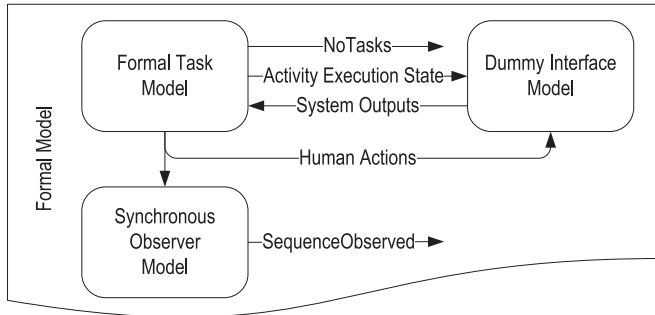 Formal Model
Formal Task
Model
NoTasks
Activity Execution State
System Outputs
Dummy Interface
Model
Human Actions
Synchronous
Observer
Model
SequenceObserved